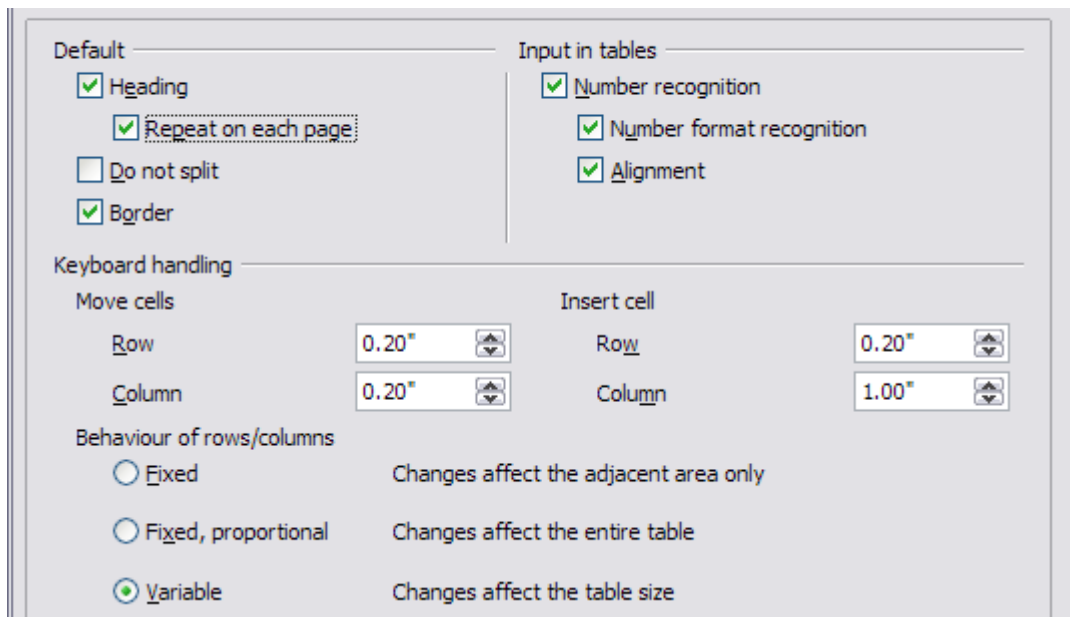 Default
Input in tables
Heading
Number recognition
Repeat on each page
Number format recognition
Do not split
Alignment
Border
Keyboard handling
Move cells
Insert cell
Row 0.20"
Row 0.20"
Column 0.20"
Column 1.00"
Behaviour of rows/columns
Fixed Changes affect the adjacent area only
Fixed, proportional Changes affect the entire table
Variable Changes affect the table size